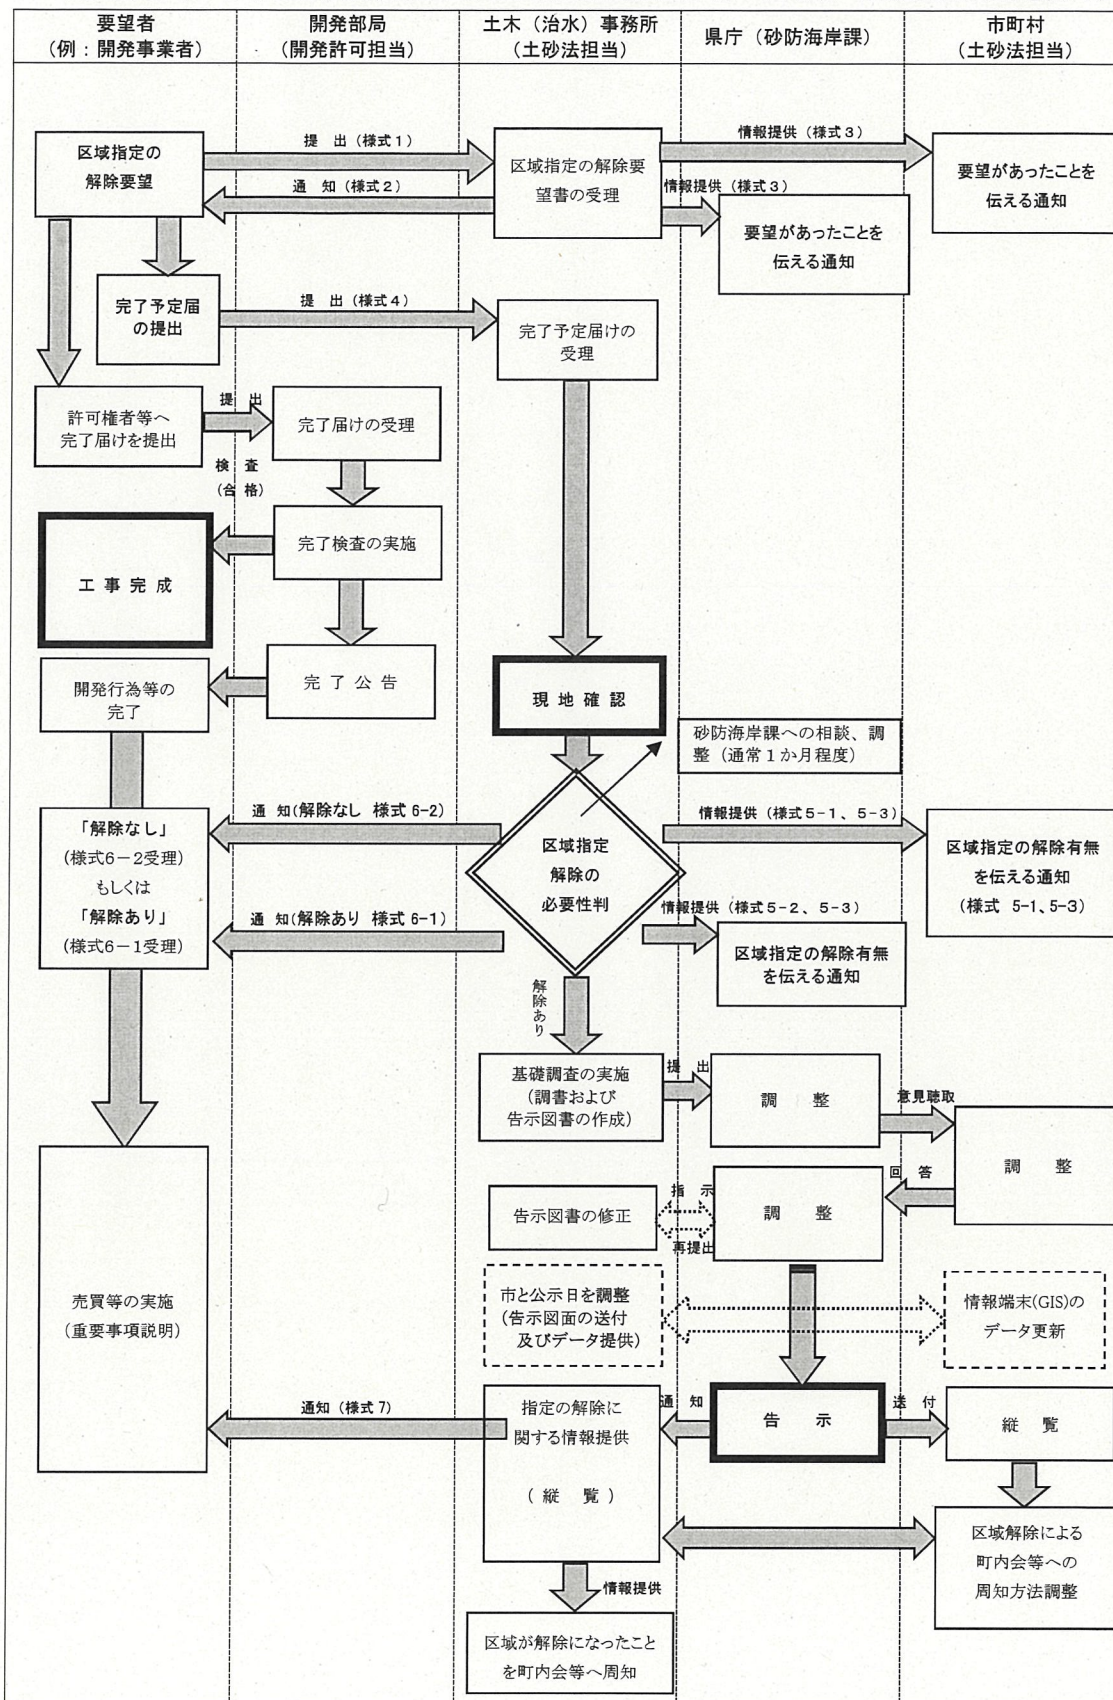 要望者
（例：開発事業者）
開発部局
（開発許可担当）
土木（治水）事務所
（土砂法担当）
県庁（砂防海岸課）
市町村
（土砂法担当）
区域指定の
解除要望
提　出（様式１）
通　知（様式２）
区域指定の解除要
望書の受理
情報提供（様式３）
情報提供（様式３）
要望があったことを
伝える通知
要望があったことを
伝える通知
完了予定届
の提出
提　出（様式４）
完了予定届けの
受理
許可権者等へ
完了届けを提出
提　出
完了届けの受理
検　査
（合　格）
工 事 完 成
完了検査の実施
開発行為等の
完了
完 了 公 告
現 地 確 認
砂防海岸課への相談、調
整（通常１か月程度）
「解除なし」
(様式６－２受理)
もしくは
「解除あり」
(様式６－１受理)
通　知（解除なし　様式 6-2）
通　知（解除あり　様式 6-1）
区域指定
解除の
必要性判
情報提供（様式５-１、５-３）
区域指定の解除有無
を伝える通知
（様式　5-1、5-3）
情報提供（様式５-２、５-３）
区域指定の解除有無
を伝える通知
解除あり
基礎調査の実施
（調書および
告示図書の作成）
提　出
調　　整
意見聴取
調　　整
回　答
告示図書の修正
指　示
再提出
調　　整
売買等の実施
（重要事項説明）
市と公示日を調整
（告示図面の送付
及びデータ提供）
情報端末(GIS)の
データ更新
通知（様式７）
指定の解除に
関する情報提供
（ 縦　覧 ）
通　知
告　　示
送　付
縦　覧
区域解除による
町内会等への
周知方法調整
情報提供
区域が解除になったこと
を町内会等へ周知